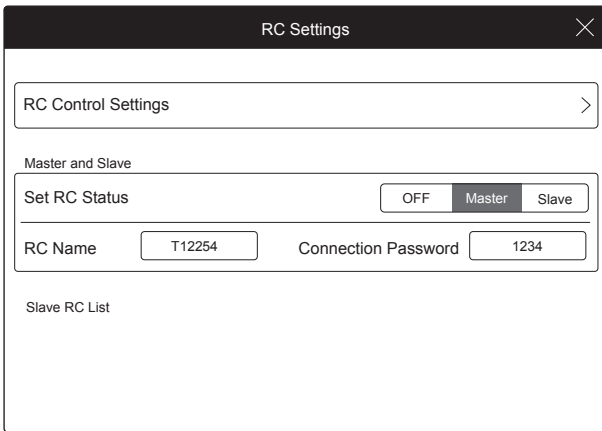 RC Settings
RC Control Settings
Master and Slave
Set RC Status OFF Master Slave
RC Name T12254 Connection Password 1234
Slave RC List